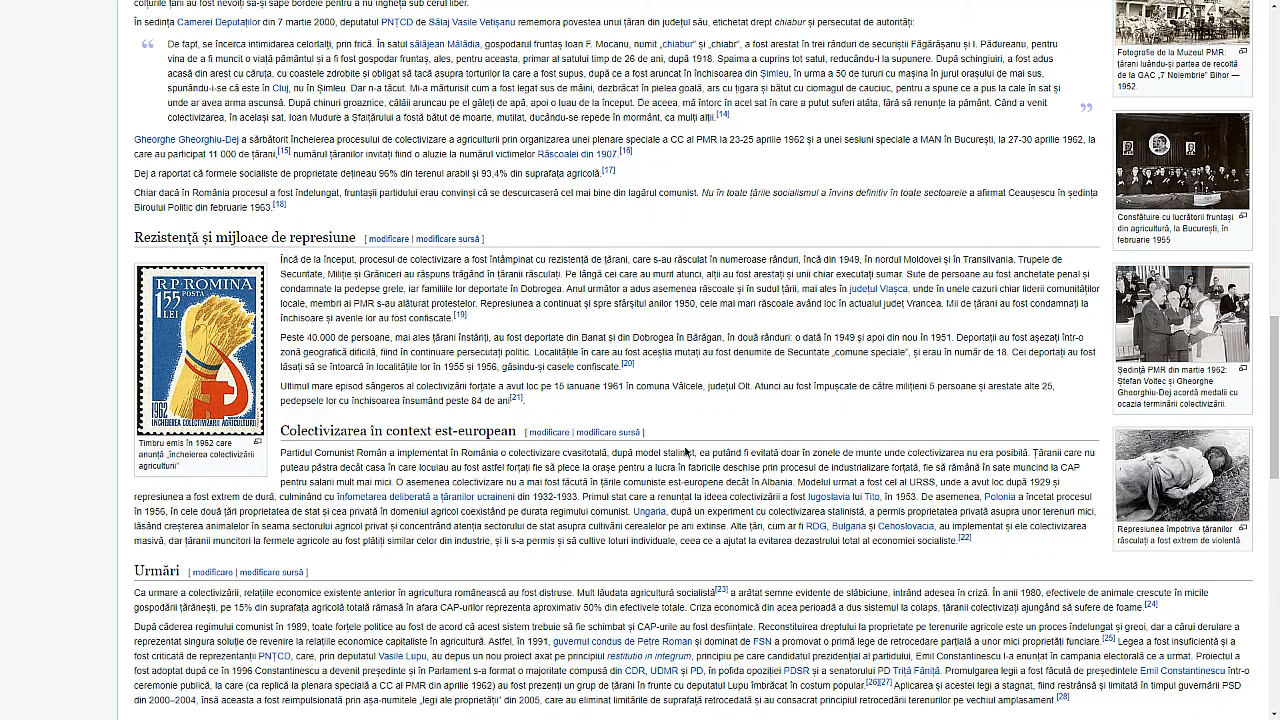 colțurile țării au fost nevoiți să-și sape bordeie pentru a nu îngheța sub cerul liber.
În ședința Camerei Deputaților din 7 martie 2000, deputatul PNȚCD de Sălaj Vasile Vetișanu rememora povestea unui țăran din județul său, etichetat drept chiabur și persecutat de autorități:
De fapt, se încerca intimidarea celorlalți, prin frică. În satul sălăjean Mălădia, gospodarul fruntaș Ioan F. Mocanu, numit „chiabur” și „chiabr”, a fost arestat în trei rânduri de securiștii Făgărășanu și I. Pădureanu, pentru
vina de a fi muncit o viață pământul și a fi fost gospodar fruntaș, ales, pentru aceasta, primar al satului timp de 26 de ani, după 1918. Spaima a cuprins tot satul, reducându-l la supunere. După schingiuiri, a fost adus
acasă din arest cu căruța, cu coastele zdrobite și obligat să tacă asupra torturilor la care a fost supus, după ce a fost aruncat în închisoarea din Șimleu, în urma a 50 de tururi cu mașina în jurul orașului de mai sus,
spunându-i-se că este în Cluj, nu în Șimleu. Dar n-a tăcut. Mi-a mărturisit cum a fost legat sus de mâini, dezbrăcat în pielea goală, ars cu țigara și bătut cu ciomagul de cauciuc, pentru a spune ce a pus la cale în sat și
unde ar avea arma ascunsă. După chinuri groaznice, călăii aruncau pe el găleți de apă, apoi o luau de la început. De aceea, mă întorc în acel sat în care a putut suferi atâta, fără să renunțe la pământ. Când a venit
colectivizarea, în același sat, Ioan Mudure a Sfaițărului a fostă bătut de moarte, mutilat, ducându-se repede în mormânt, ca mulți alții.[14]
Gheorghe Gheorghiu-Dej a sărbătorit încheierea procesului de colectivizare a agriculturii prin organizarea unei plenare speciale a CC al PMR la 23-25 aprilie 1962 și a unei sesiuni speciale a MAN în București, la 27-30 aprilie 1962, la
care au participat 11 000 de țărani,[15] numărul țăranilor invitați fiind o aluzie la numărul victimelor Răscoalei din 1907.[16]
Dej a raportat că formele socialiste de proprietate dețineau 96% din terenul arabil și 93,4% din suprafața agricolă.[17]
Chiar dacă în România procesul a fost îndelungat, fruntașii partidului erau convinși că se descurcaseră cel mai bine din lagărul comunist. Nu în toate țările socialismul a învins definitiv în toate sectoarele a afirmat Ceaușescu în ședința
Biroului Politic din februarie 1963.[18]
Rezistență și mijloace de represiune [ modificare | modificare sursă ]
Încă de la început, procesul de colectivizare a fost întâmpinat cu rezistență de țărani, care s-au răsculat în numeroase rânduri, încă din 1949, în nordul Moldovei și în Transilvania. Trupele de
Securitate, Miliție și Grăniceri au răspuns trăgând în țăranii răsculați. Pe lângă cei care au murit atunci, alții au fost arestați și unii chiar executați sumar. Sute de persoane au fost anchetate penal și
condamnate la pedepse grele, iar familiile lor deportate în Dobrogea. Anul următor a adus asemenea răscoale și în sudul țării, mai ales în județul Vlașca, unde în unele cazuri chiar liderii comunităților
locale, membri ai PMR s-au alăturat protestelor. Represiunea a continuat și spre sfârșitul anilor 1950, cele mai mari răscoale având loc în actualul județ Vrancea. Mii de țărani au fost condamnați la
închisoare și averile lor au fost confiscate.[19]
Peste 40.000 de persoane, mai ales țărani înstăriți, au fost deportate din Banat și din Dobrogea în Bărăgan, în două rânduri: o dată în 1949 și apoi din nou în 1951. Deportații au fost așezați într-o
zonă geografică dificilă, fiind în continuare persecutați politic. Localitățile în care au fost aceștia mutați au fost denumite de Securitate „comune speciale”, și erau în număr de 18. Cei deportați au fost
lăsați să se întoarcă în localitățile lor în 1955 și 1956, găsindu-și casele confiscate.[20]
Ultimul mare episod sângeros al colectivizării forțate a avut loc pe 15 ianuarie 1961 în comuna Vâlcele, județul Olt. Atunci au fost împușcate de către milițieni 5 persoane și arestate alte 25,
pedepsele lor cu închisoarea însumând peste 84 de ani[21].
R.P.ROMINA
POSTA
1,55
LEI
1962
INCHEIEREA COLECTIVIZARII AGRICULTURII
Timbru emis în 1962 care
anunță „încheierea colectivizării
agriculturii”
Colectivizarea în context est-european [ modificare | modificare sursă ]
Partidul Comunist Român a implementat în România o colectivizare cvasitotală, după model stalinist, ea putând fi evitată doar în zonele de munte unde colectivizarea nu era posibilă. Țăranii care nu
puteau păstra decât casa în care locuiau au fost astfel forțați fie să plece la orașe pentru a lucra în fabricile deschise prin procesul de industrializare forțată, fie să rămână în sate muncind la CAP
pentru salarii mult mai mici. O asemenea colectivizare nu a mai fost făcută în țările comuniste est-europene decât în Albania. Modelul urmat a fost cel al URSS, unde a avut loc după 1929 și
represiunea a fost extrem de dură, culminând cu înfometarea deliberată a țăranilor ucraineni din 1932-1933. Primul stat care a renunțat la ideea colectivizării a fost Iugoslavia lui Tito, în 1953. De asemenea, Polonia a încetat procesul
în 1956, în cele două țări proprietatea de stat și cea privată în domeniul agricol coexistând pe durata regimului comunist. Ungaria, după un experiment cu colectivizarea stalinistă, a permis proprietatea privată asupra unor terenuri mici,
lăsând creșterea animalelor în seama sectorului agricol privat și concentrând atenția sectorului de stat asupra cultivării cerealelor pe arii extinse. Alte țări, cum ar fi RDG, Bulgaria și Cehoslovacia, au implementat și ele colectivizarea
masivă, dar țăranii muncitori la fermele agricole au fost plătiți similar celor din industrie, și li s-a permis și să cultive loturi individuale, ceea ce a ajutat la evitarea dezastrului total al economiei socialiste.[22]
Urmări [ modificare | modificare sursă ]
Ca urmare a colectivizării, relațiile economice existente anterior în agricultura românească au fost distruse. Mult lăudata agricultură socialistă[23] a arătat semne evidente de slăbiciune, intrând adesea în criză. În anii 1980, efectivele de animale crescute în micile
gospodării țărănești, pe 15% din suprafața agricolă totală rămasă în afara CAP-urilor reprezenta aproximativ 50% din efectivele totale. Criza economică din acea perioadă a dus sistemul la colaps, țăranii colectivizați ajungând să sufere de foame.[24]
După căderea regimului comunist în 1989, toate forțele politice au fost de acord că acest sistem trebuie să fie schimbat și CAP-urile au fost desființate. Reconstituirea dreptului la proprietate pe terenurile agricole este un proces îndelungat și greoi, dar a cărui derulare a
reprezentat singura soluție de revenire la relațiile economice capitaliste în agricultură. Astfel, în 1991, guvernul condus de Petre Roman și dominat de FSN a promovat o primă lege de retrocedare parțială a unor mici proprietăți funciare.[25] Legea a fost insuficientă și a
fost criticată de reprezentanții PNȚCD, care, prin deputatul Vasile Lupu, au depus un nou proiect axat pe principiul restitutio in integrum, principiu pe care candidatul prezidențial al partidului, Emil Constantinescu l-a enunțat în campania electorală ce a urmat. Proiectul a
fost adoptat după ce în 1996 Constantinescu a devenit președinte și în Parlament s-a format o majoritate compusă din CDR, UDMR și PD, în pofida opoziției PDSR și a senatorului PD Triță Făniță. Promulgarea legii a fost făcută de președintele Emil Constantinescu într-o
ceremonie publică, la care (ca replică la plenara specială a CC al PMR din aprilie 1962) au fost prezenți un grup de țărani în frunte cu deputatul Lupu îmbrăcat în costum popular.[26][27] Aplicarea și acestei legi a stagnat, fiind restrânsă și limitată în timpul guvernării PSD
din 2000–2004, însă aceasta a fost reimpulsionată prin așa-numitele „legi ale proprietății” din 2005, care au eliminat limitările de suprafață retrocedată și au consacrat principiul retrocedării terenurilor pe vechiul amplasament.[28]
Fotografie de la Muzeul PMR:
țărani luându-și partea de recoltă
de la GAC „7 Noiembrie” Bihor —
1952.
Consfătuire cu lucrătorii fruntași
din agricultură, la București, în
februarie 1955
Ședință PMR din martie 1962:
Ștefan Voitec și Gheorghe
Gheorghiu-Dej acordă medalii cu
ocazia terminării colectivizării.
Represiunea împotriva țăranilor
răsculați a fost extrem de violentă.